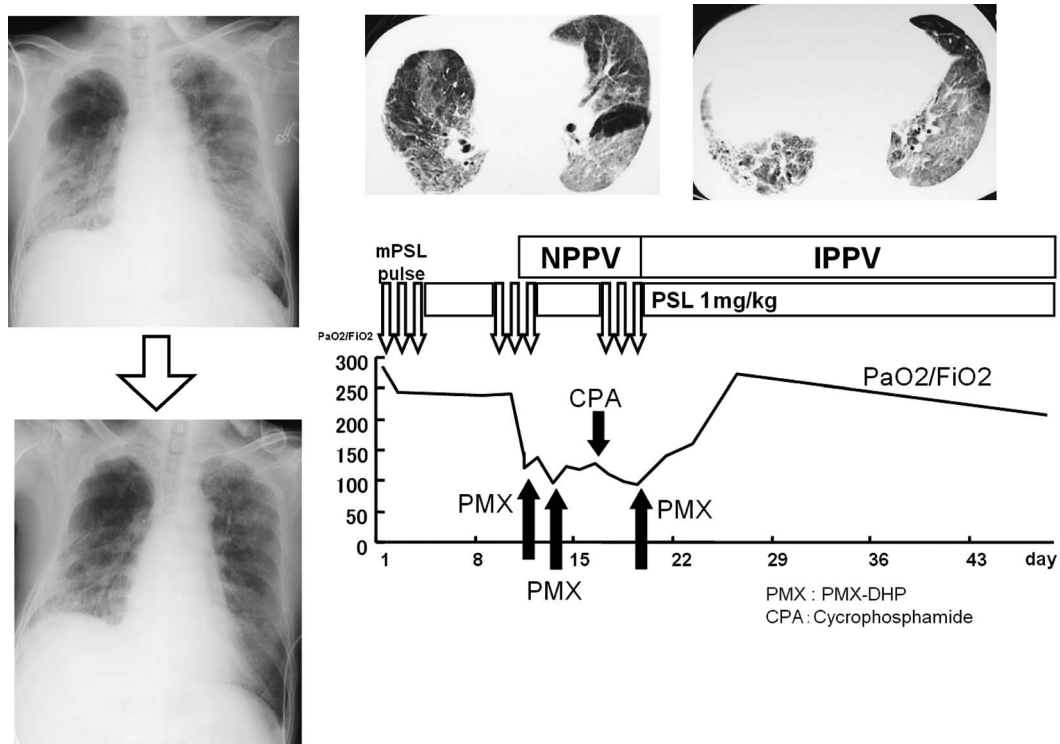 NPPV
IPPV
mPSL
pulse
PSL 1mg/kg
PaO2/FiO2
300
250
200
150
100
50
0
PaO2/FiO2
CPA
PMX
PMX
PMX
1
8
15
22
29
36
43
day
PMX : PMX-DHP
CPA : Cycrophosphamide